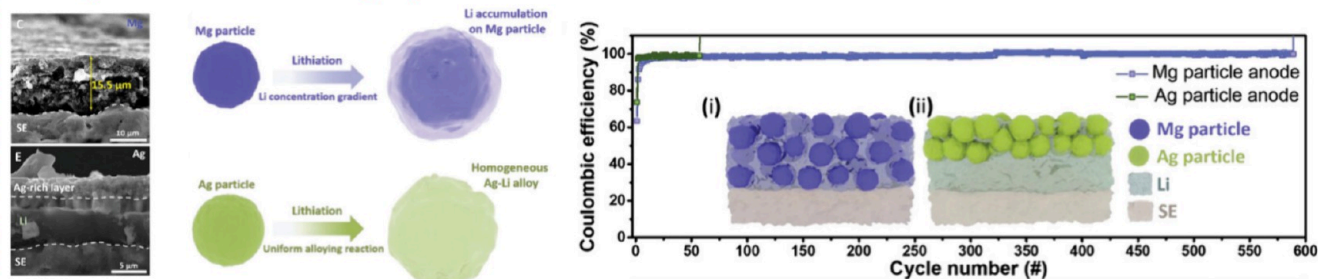 C
Mg
15.5 μm
SE
10 μm
E
Ag
Ag-rich layer
Li
SE
5 μm
Mg particle
Lithiation
Li concentration gradient
Li accumulation
on Mg particle
Ag particle
Lithiation
Uniform alloying reaction
Homogeneous
Ag-Li alloy
Coulombic efficiency (%)
100
80
60
40
20
0
0 50 100 150 200 250 300 350 400 450 500 550 600
Cycle number (#)
Mg particle anode
Ag particle anode
(i)
(ii)
Mg particle
Ag particle
Li
SE